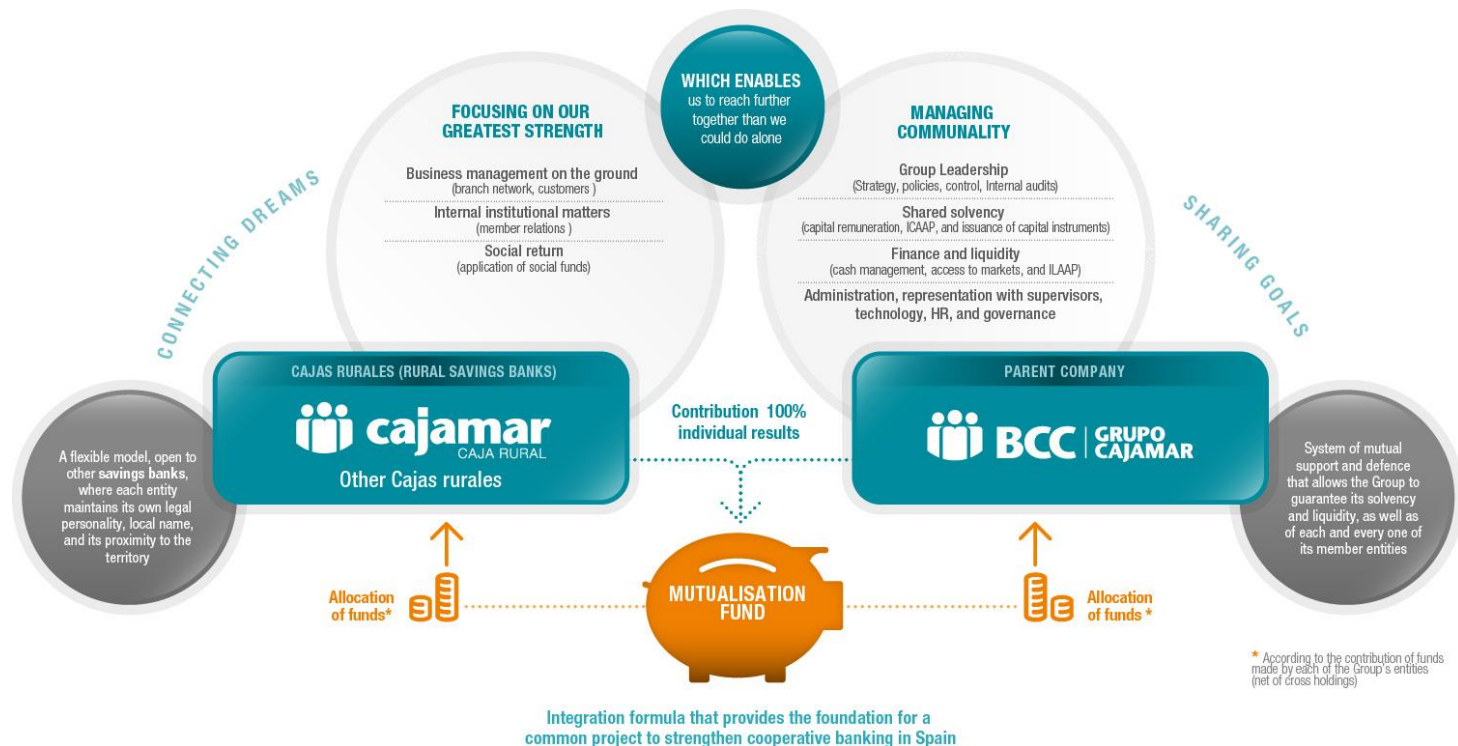 WHICH ENABLES
us to reach further
together than we
could do alone
FOCUSING ON OUR
GREATEST STRENGTH
Business management on the ground
(branch network, customers )
Internal institutional matters
(member relations )
Social return
(application of social funds)
MANAGING
COMMUNALITY
Group Leadership
(Strategy, policies, control, Internal audits)
Shared solvency
(capital remuneration, ICAAP, and issuance of capital instruments)
Finance and liquidity
(cash management, access to markets, and ILAAP)
Administration, representation with supervisors,
technology, HR, and governance
CONNECTING DREAMS
SHARING GOALS
CAJAS RURALES (RURAL SAVINGS BANKS)
cajamar
CAJA RURAL
Other Cajas rurales
Contribution 100%
individual results
PARENT COMPANY
BCC GRUPO
CAJAMAR
A flexible model, open to
other savings banks,
where each entity
maintains its own legal
personality, local name,
and its proximity to the
territory
System of mutual
support and defence
that allows the Group to
guarantee its solvency
and liquidity, as well as
of each and every one of
its member entities
Allocation
of funds*
MUTUALISATION
FUND
Allocation
of funds *
* According to the contribution of funds
made by each of the Group's entities
(net of cross holdings)
Integration formula that provides the foundation for a
common project to strengthen cooperative banking in Spain